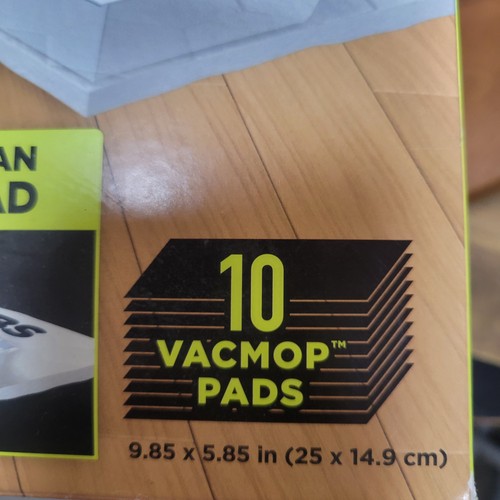 AN
AD
10
VACMOP™
PADS
9.85 x 5.85 in (25 x 14.9 cm)